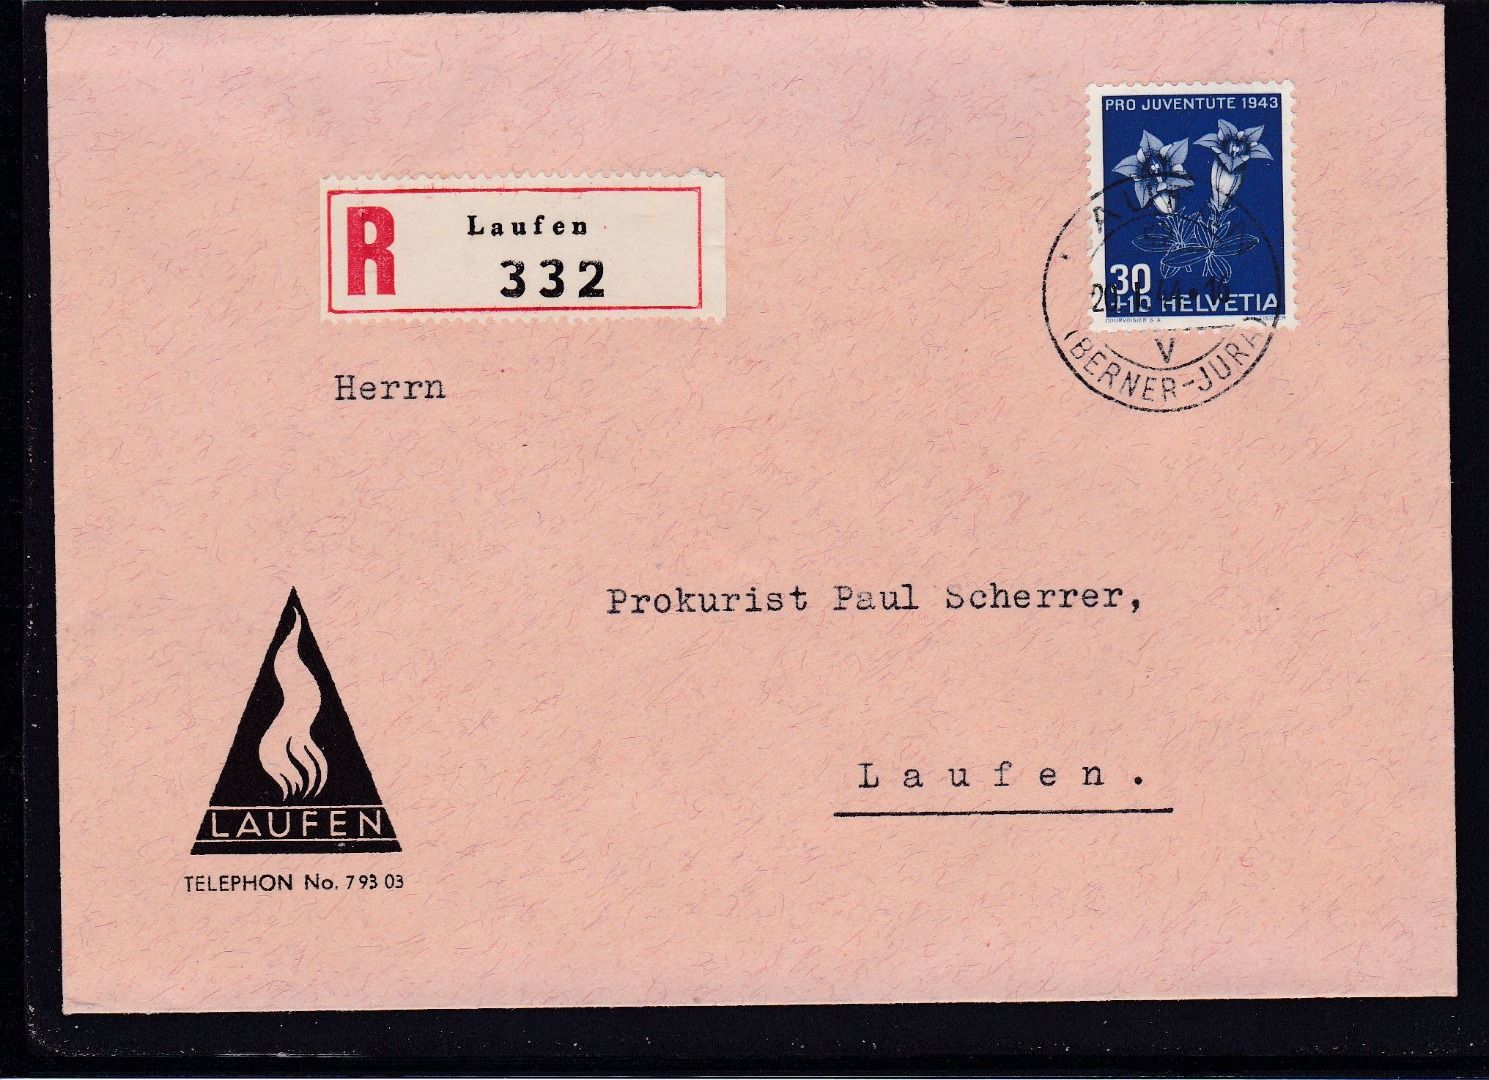 PRO JUVENTUTE 1943
30
+10 HELVETIA
COURVOISIER S.A.
V
(BERNER-JURA)
R Laufen
332
Herrn
Prokurist Paul Scherrer,
Laufen.
LAUFEN
TELEPHON No. 7 93 03